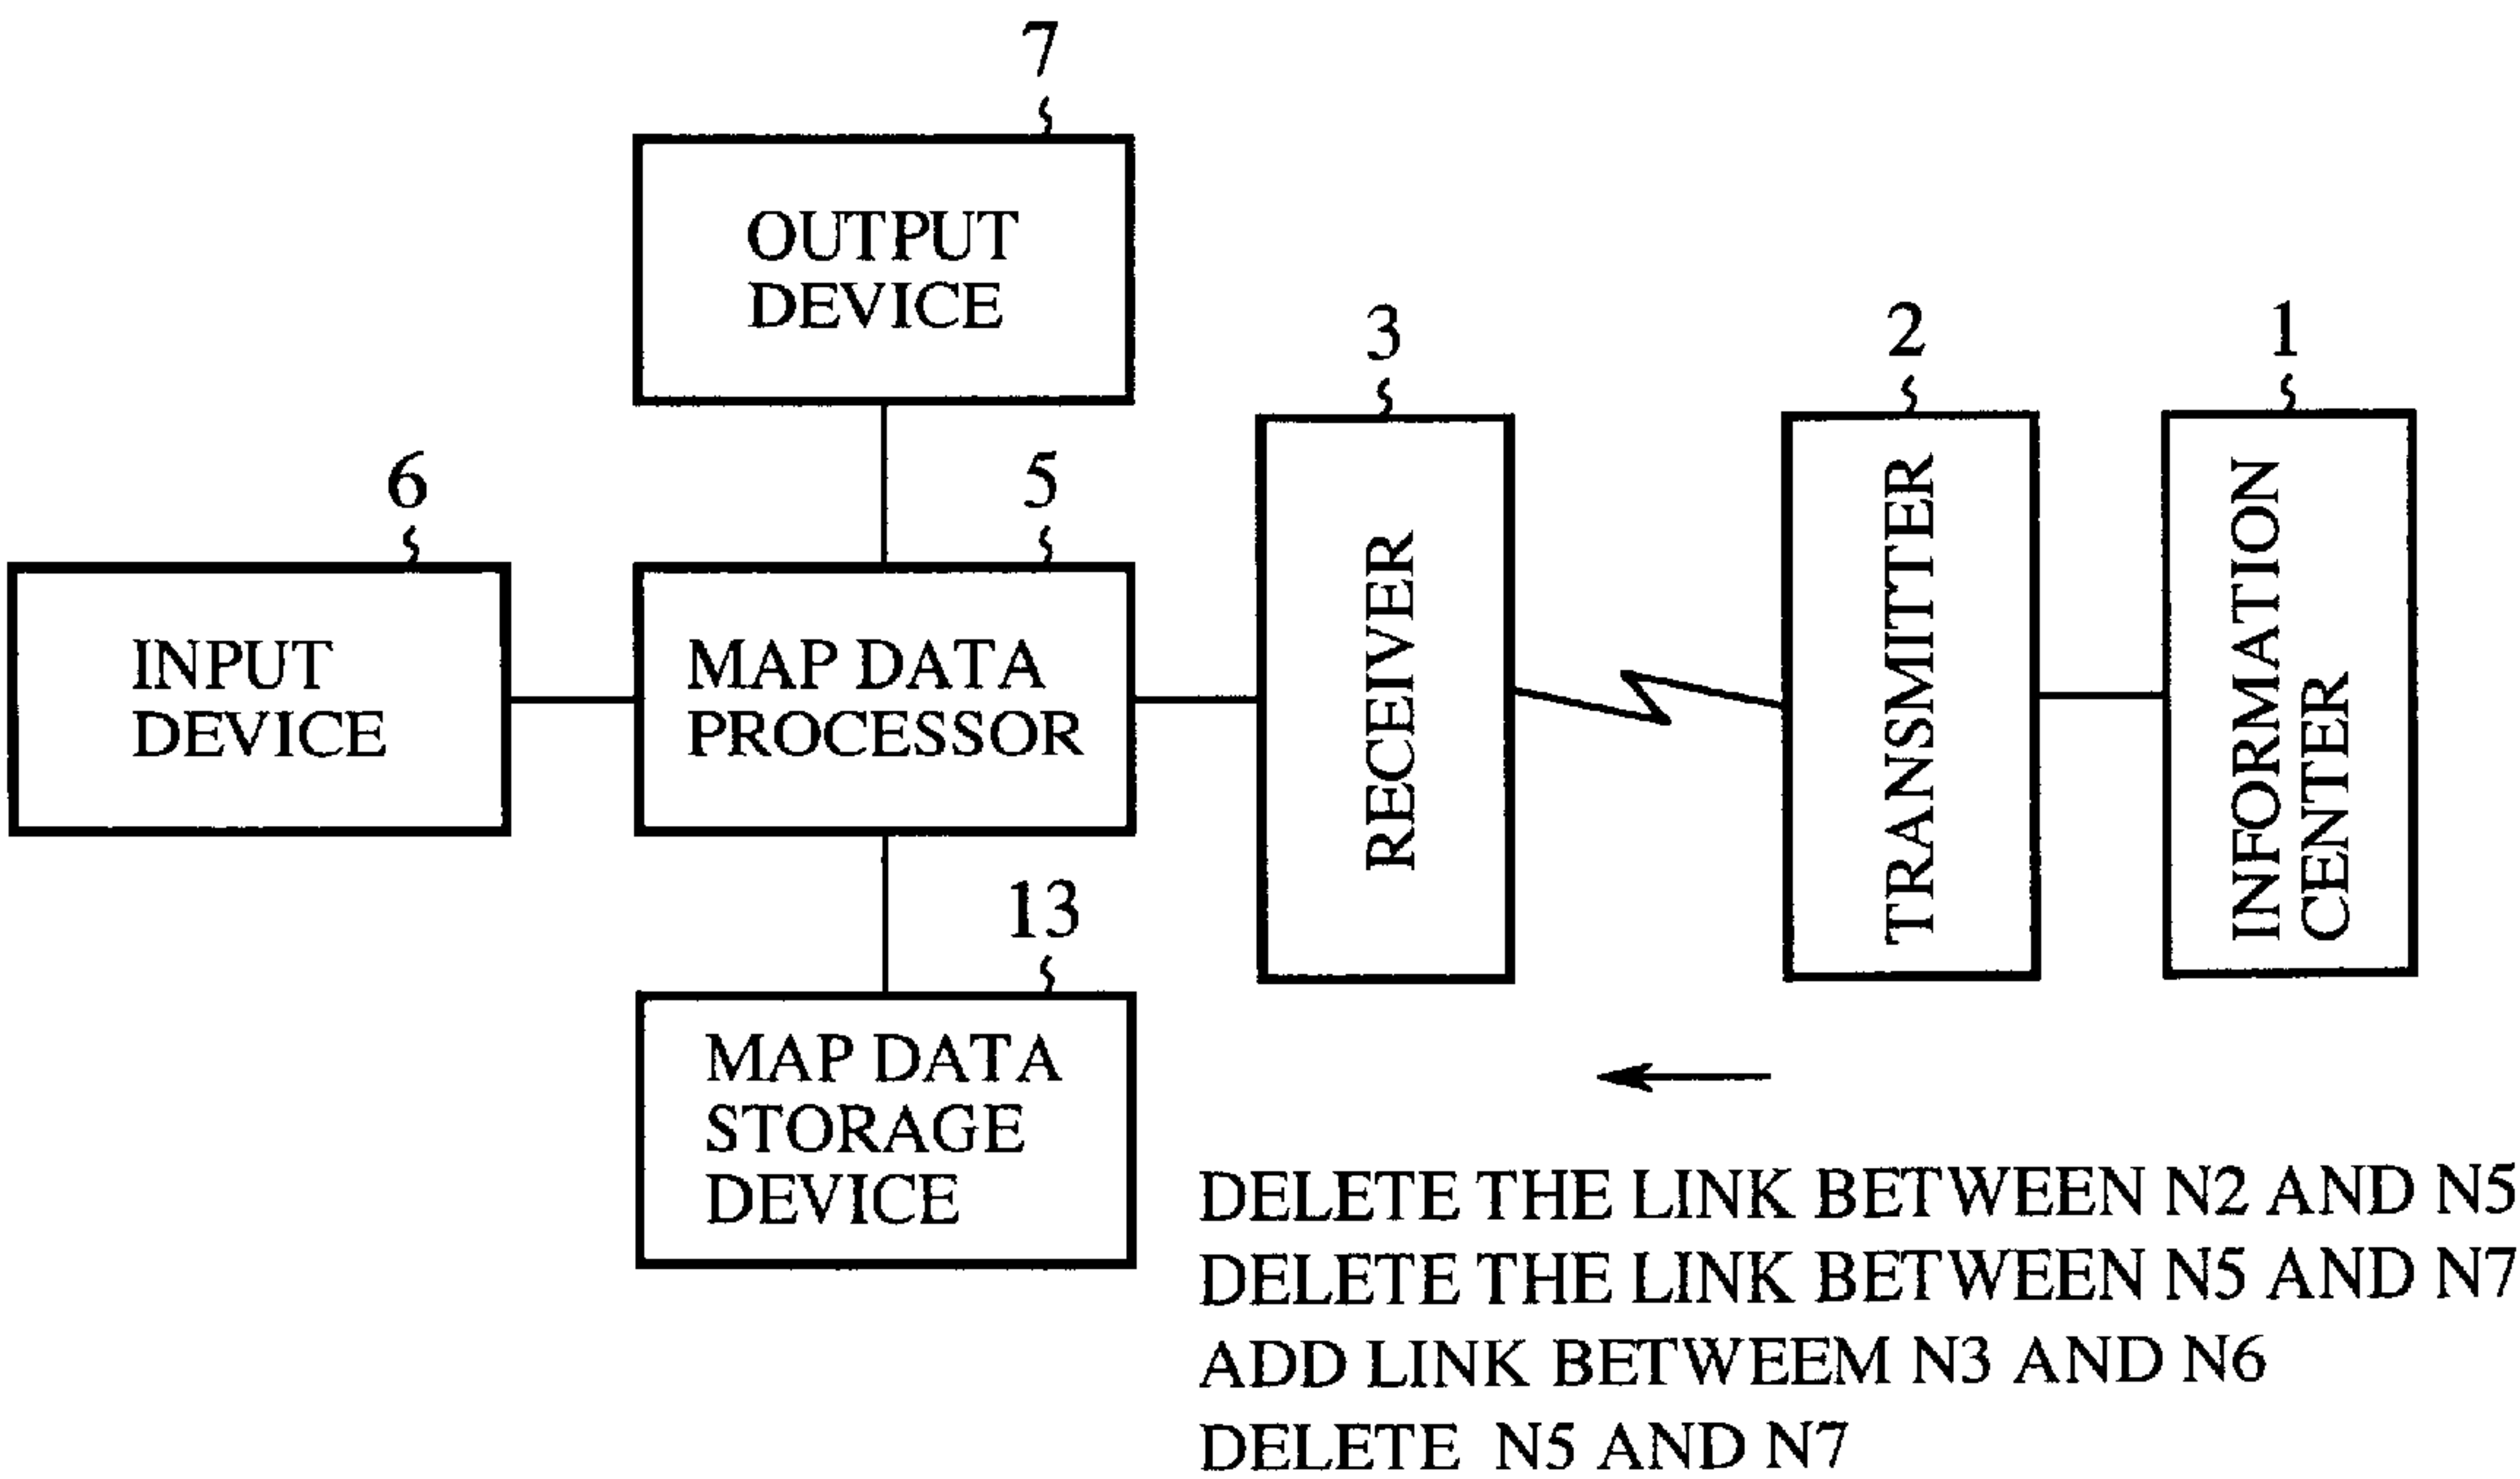 7
OUTPUT
DEVICE
6
INPUT
DEVICE
5
MAP DATA
PROCESSOR
13
MAP DATA
STORAGE
DEVICE
3
RECEIVER
2
TRANSMITTER
1
INFORMATION
CENTER
DELETE THE LINK BETWEEN N2 AND N5
DELETE THE LINK BETWEEN N5 AND N7
ADD LINK BETWEEM N3 AND N6
DELETE N5 AND N7